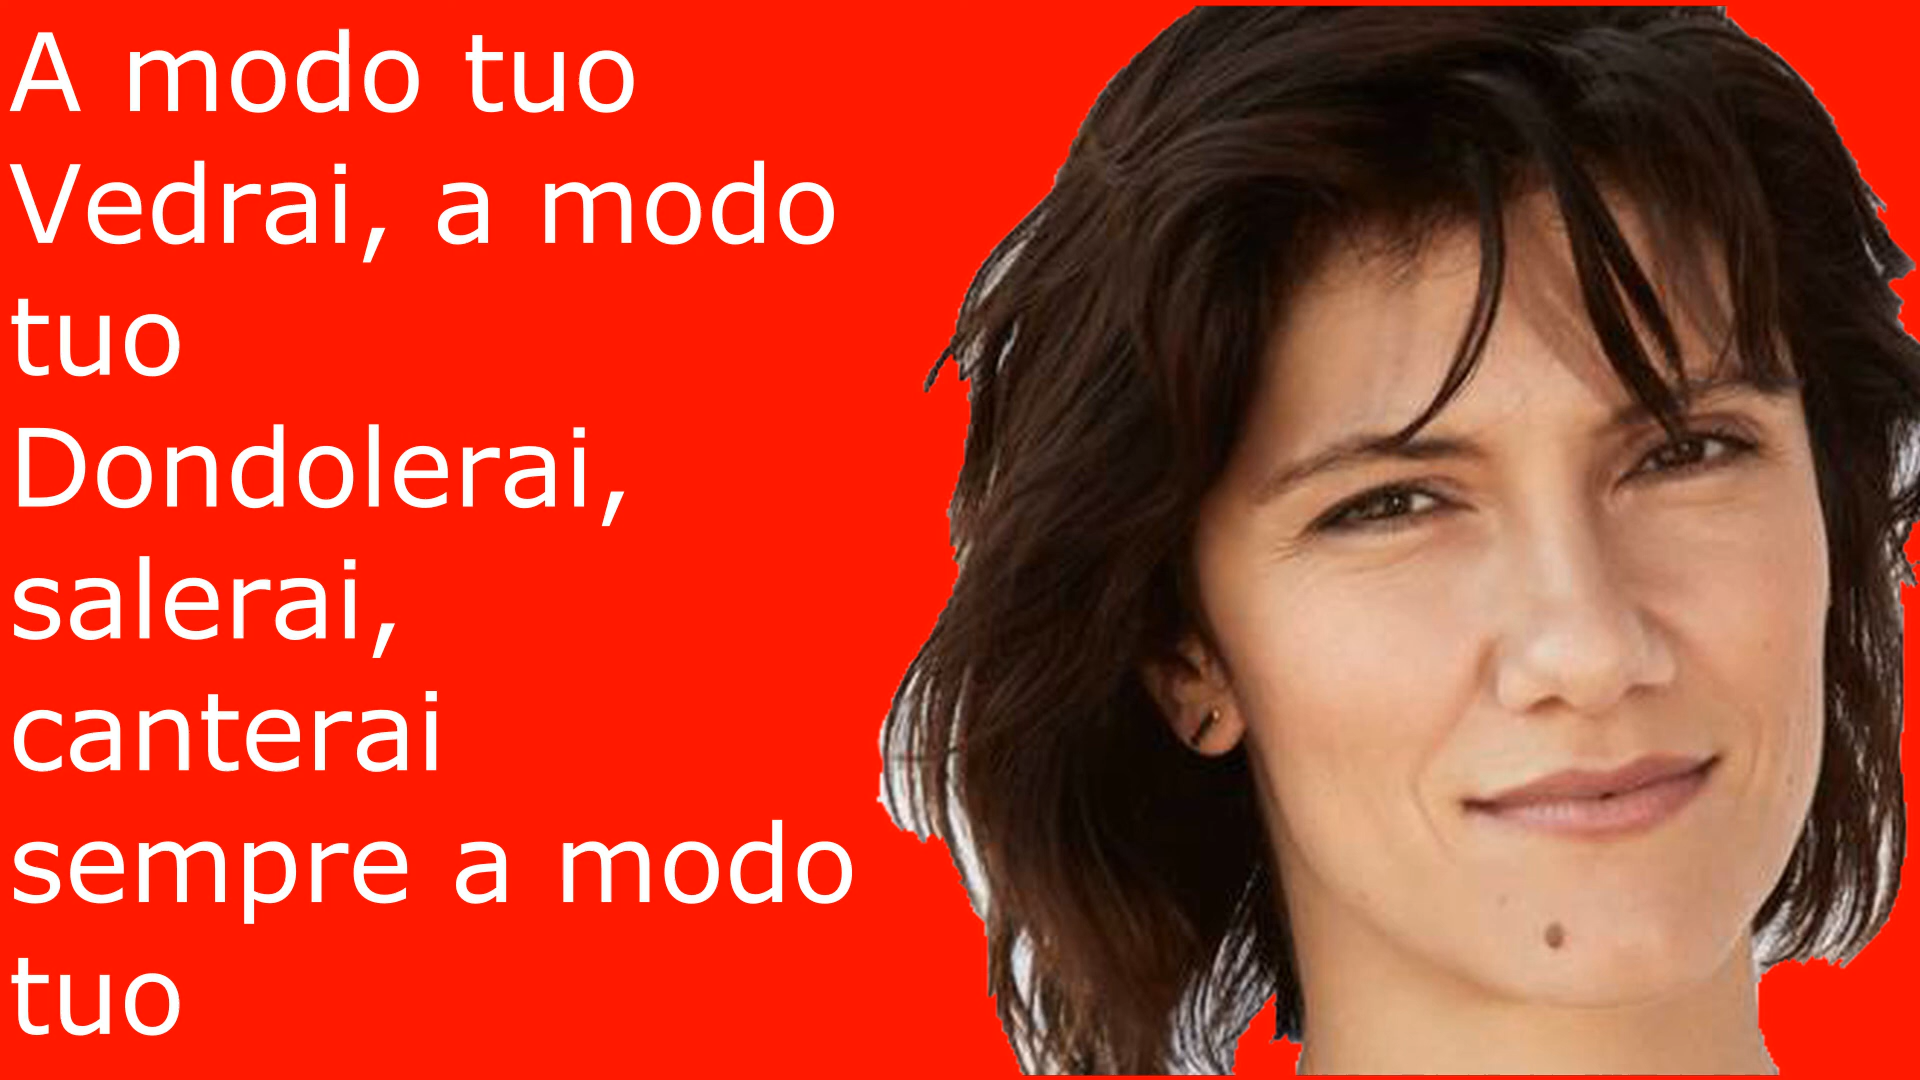 A modo tuo
Vedrai, a modo
tuo
Dondolerai,
salerai,
canterai
sempre a modo
tuo